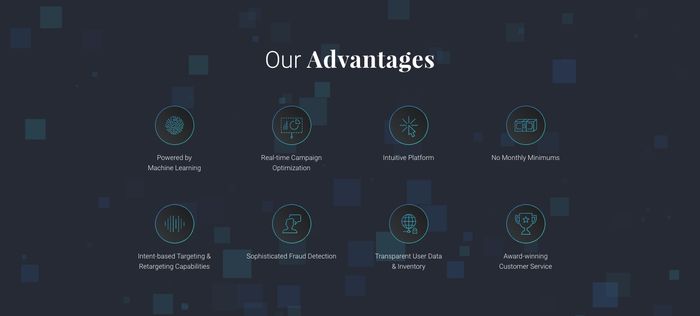 Our Advantages
Powered by
Machine Learning
Real-time Campaign
Optimization
Intuitive Platform
No Monthly Minimums
Intent-based Targeting &
Retargeting Capabilities
Sophisticated Fraud Detection
Transparent User Data
& Inventory
Award-winning
Customer Service